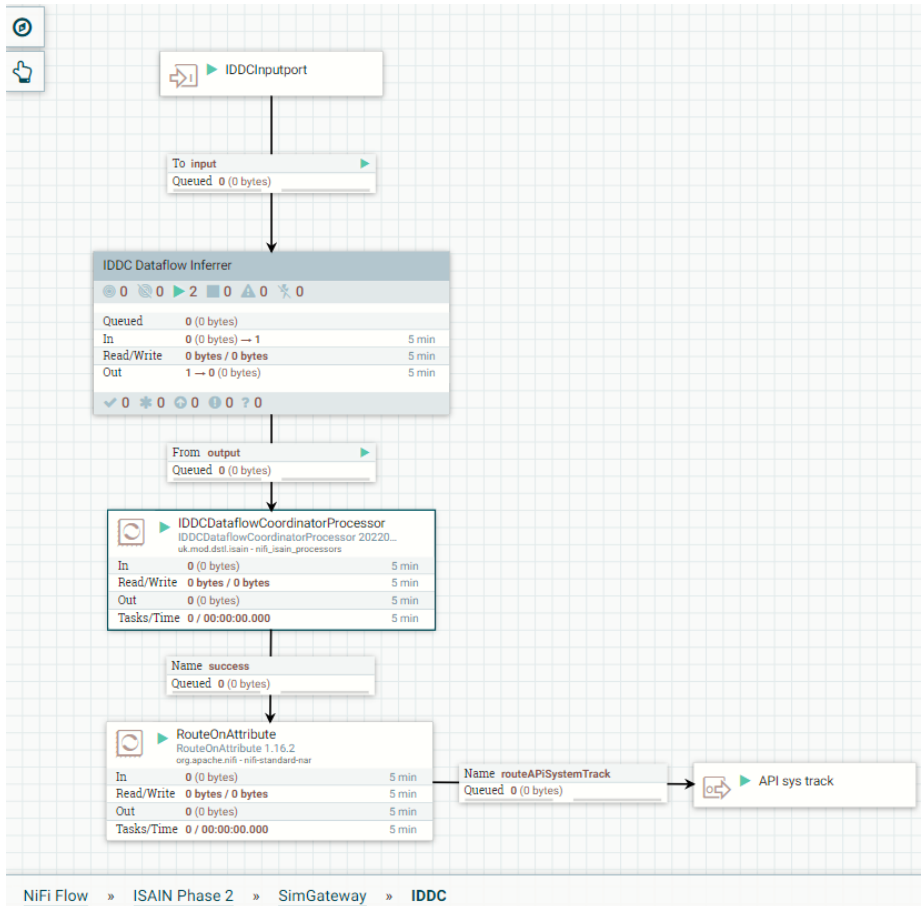 IDDCInputport
To input
Queued 0 (0 bytes)
IDDC Dataflow Inferrer
0 0 2 0 0 0
Queued 0 (0 bytes)
In 0 (0 bytes) → 1 5 min
Read/Write 0 bytes / 0 bytes 5 min
Out 1 → 0 (0 bytes) 5 min
0 0 0 0 ? 0
From output
Queued 0 (0 bytes)
IDDCDataflowCoordinatorProcessor
IDDCDataflowCoordinatorProcessor 20220...
uk.mod.dstl.isain - nifi_isain_processors
In 0 (0 bytes) 5 min
Read/Write 0 bytes / 0 bytes 5 min
Out 0 (0 bytes) 5 min
Tasks/Time 0 / 00:00:00.000 5 min
Name success
Queued 0 (0 bytes)
RouteOnAttribute
RouteOnAttribute 1.16.2
org.apache.nifi - nifi-standard-nar
In 0 (0 bytes) 5 min
Read/Write 0 bytes / 0 bytes 5 min
Out 0 (0 bytes) 5 min
Tasks/Time 0 / 00:00:00.000 5 min
Name routeAPiSystemTrack
Queued 0 (0 bytes)
API sys track
NiFi Flow » ISAIN Phase 2 » SimGateway » IDDC